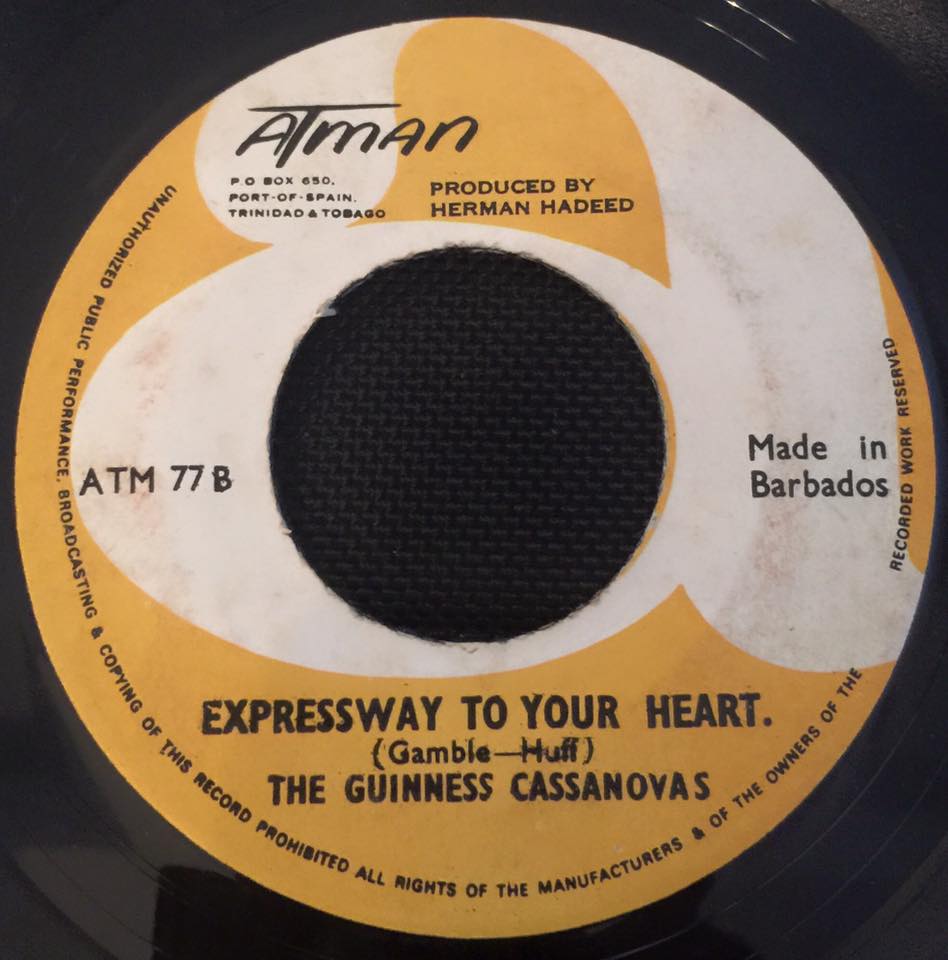 ATMAN
P.O BOX 650,
PORT-OF-SPAIN.
TRINIDAD & TOBAGO
PRODUCED BY
HERMAN HADEED
ATM 77 B
Made in
Barbados
EXPRESSWAY TO YOUR HEART.
(Gamble—Huff)
THE GUINNESS CASSANOVAS
UNAUTHORIZED PUBLIC PERFORMANCE, BROADCASTING & COPYING OF THIS RECORD PROHIBITED ALL RIGHTS OF THE MANUFACTURERS & OF THE OWNERS OF THE RECORDED WORK RESERVED